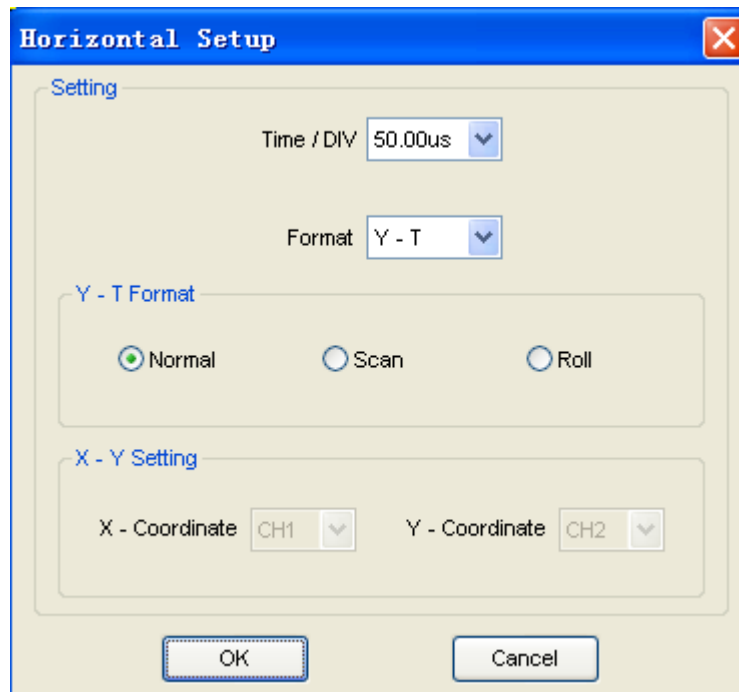 Horizontal Setup
Setting
Time / DIV 50.00us
Format Y - T
Y - T Format
Normal Scan Roll
X - Y Setting
X - Coordinate CH1 Y - Coordinate CH2
OK Cancel